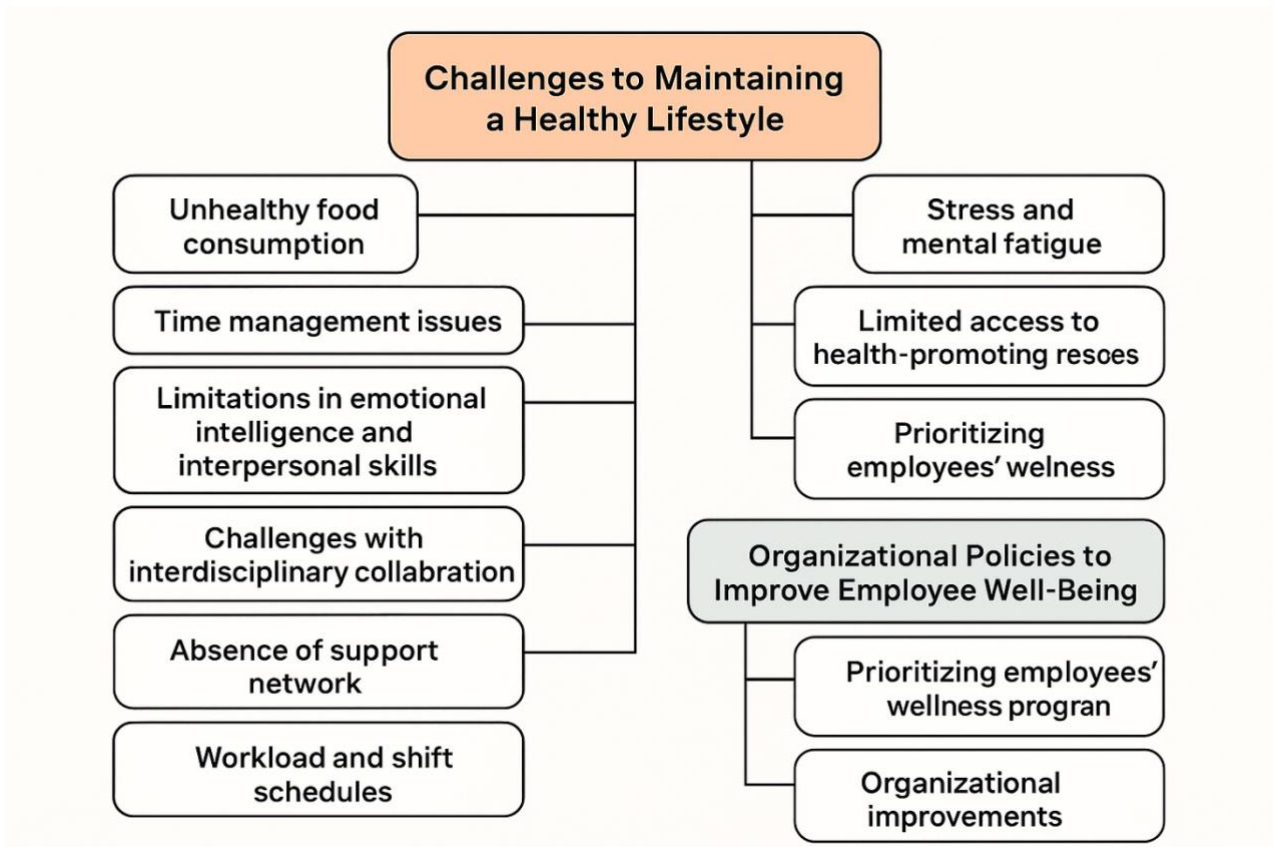 Challenges to Maintaining
a Healthy Lifestyle
Unhealthy food
consumption
Time management issues
Limitations in emotional
intelligence and
interpersonal skills
Challenges with
interdisciplinary collabration
Absence of support
network
Workload and shift
schedules
Stress and
mental fatigue
Limited access to
health-promoting resoes
Prioritizing
employees’ welness
Organizational Policies to
Improve Employee Well-Being
Prioritizing employees’
wellness progran
Organizational
improvements